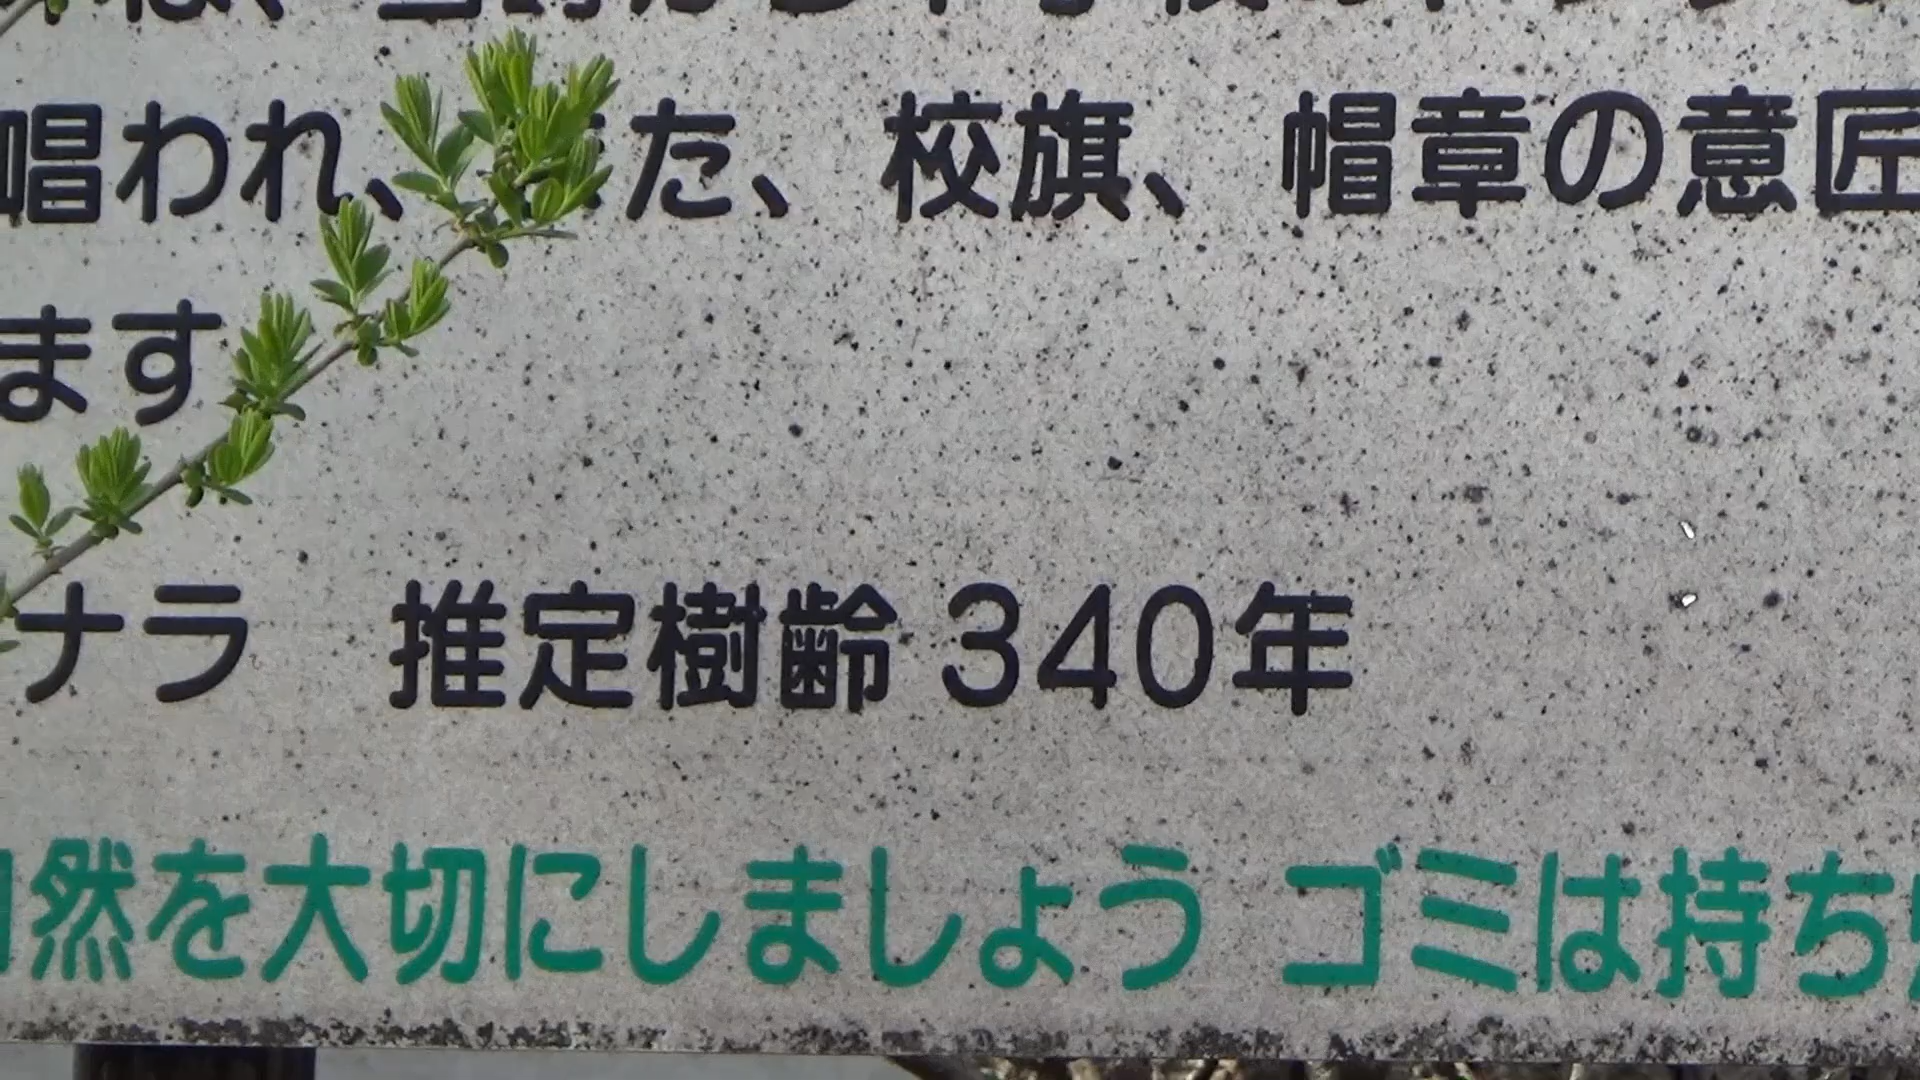 唱われ、また、校旗、帽章の意匠
ます
ナラ 推定樹齢340年
自然を大切にしましょう ゴミは持ち